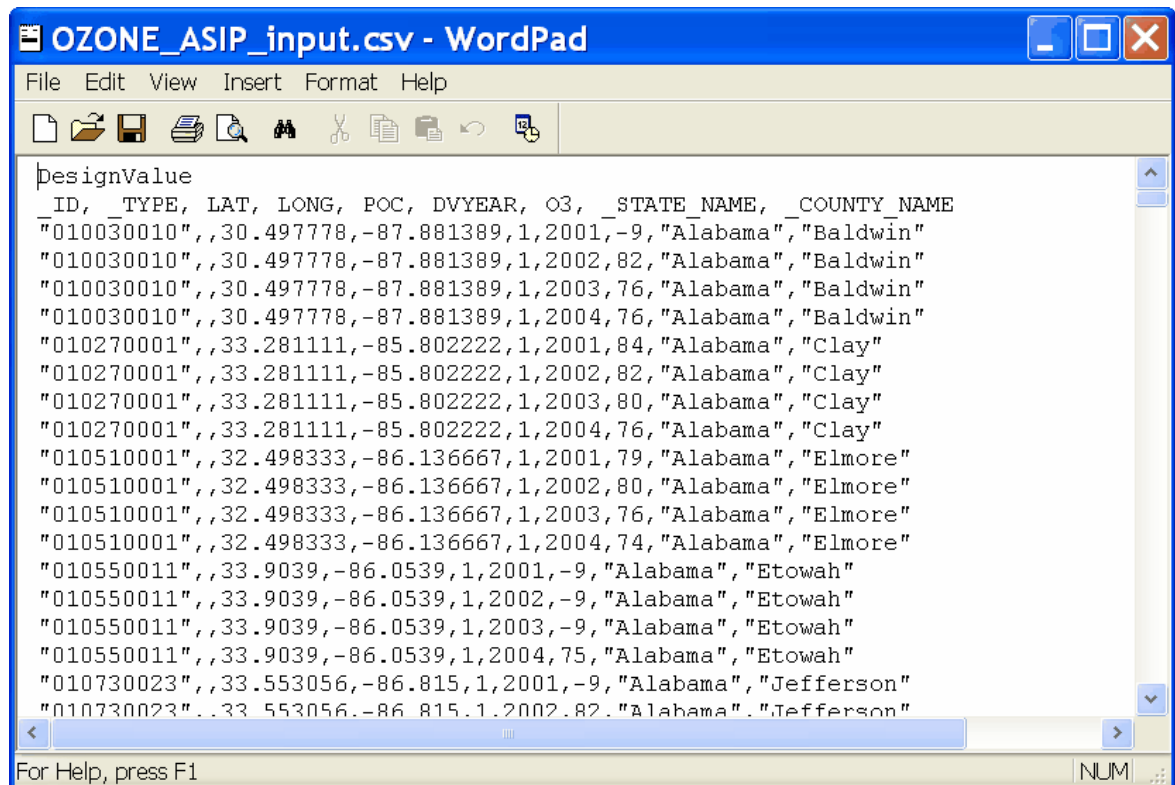 OZONE_ASIP_input.csv - WordPad
File Edit View Insert Format Help
DesignValue
_ID, _TYPE, LAT, LONG, POC, DVYEAR, O3, _STATE_NAME, _COUNTY_NAME
"010030010",,30.497778,-87.881389,1,2001,-9,"Alabama","Baldwin"
"010030010",,30.497778,-87.881389,1,2002,82,"Alabama","Baldwin"
"010030010",,30.497778,-87.881389,1,2003,76,"Alabama","Baldwin"
"010030010",,30.497778,-87.881389,1,2004,76,"Alabama","Baldwin"
"010270001",,33.281111,-85.802222,1,2001,84,"Alabama","Clay"
"010270001",,33.281111,-85.802222,1,2002,82,"Alabama","Clay"
"010270001",,33.281111,-85.802222,1,2003,80,"Alabama","Clay"
"010270001",,33.281111,-85.802222,1,2004,76,"Alabama","Clay"
"010510001",,32.498333,-86.136667,1,2001,79,"Alabama","Elmore"
"010510001",,32.498333,-86.136667,1,2002,80,"Alabama","Elmore"
"010510001",,32.498333,-86.136667,1,2003,76,"Alabama","Elmore"
"010510001",,32.498333,-86.136667,1,2004,74,"Alabama","Elmore"
"010550011",,33.9039,-86.0539,1,2001,-9,"Alabama","Etowah"
"010550011",,33.9039,-86.0539,1,2002,-9,"Alabama","Etowah"
"010550011",,33.9039,-86.0539,1,2003,-9,"Alabama","Etowah"
"010550011",,33.9039,-86.0539,1,2004,75,"Alabama","Etowah"
"010730023",,33.553056,-86.815,1,2001,-9,"Alabama","Jefferson"
"010730023",,33.553056,-86.815,1,2002,82,"Alabama","Jefferson"
For Help, press F1
NUM